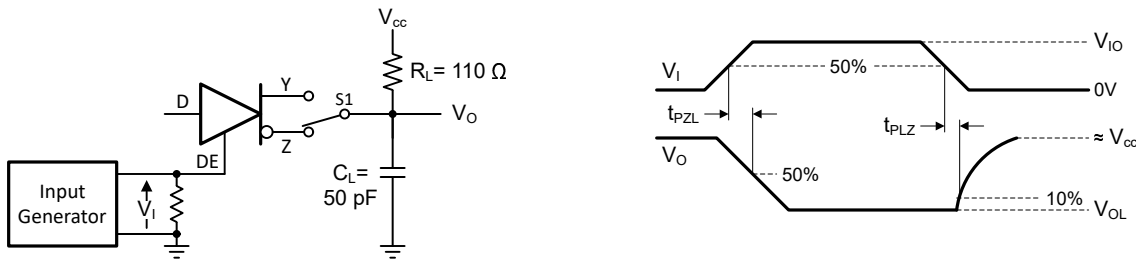 Vcc
RL= 110 Ω
Y
D
S1
VO
Z
DE
CL=
50 pF
Input
Generator
VI
VI
50%
VIO
0V
tPZL
tPLZ
VO
50%
≈ Vcc
10%
VOL